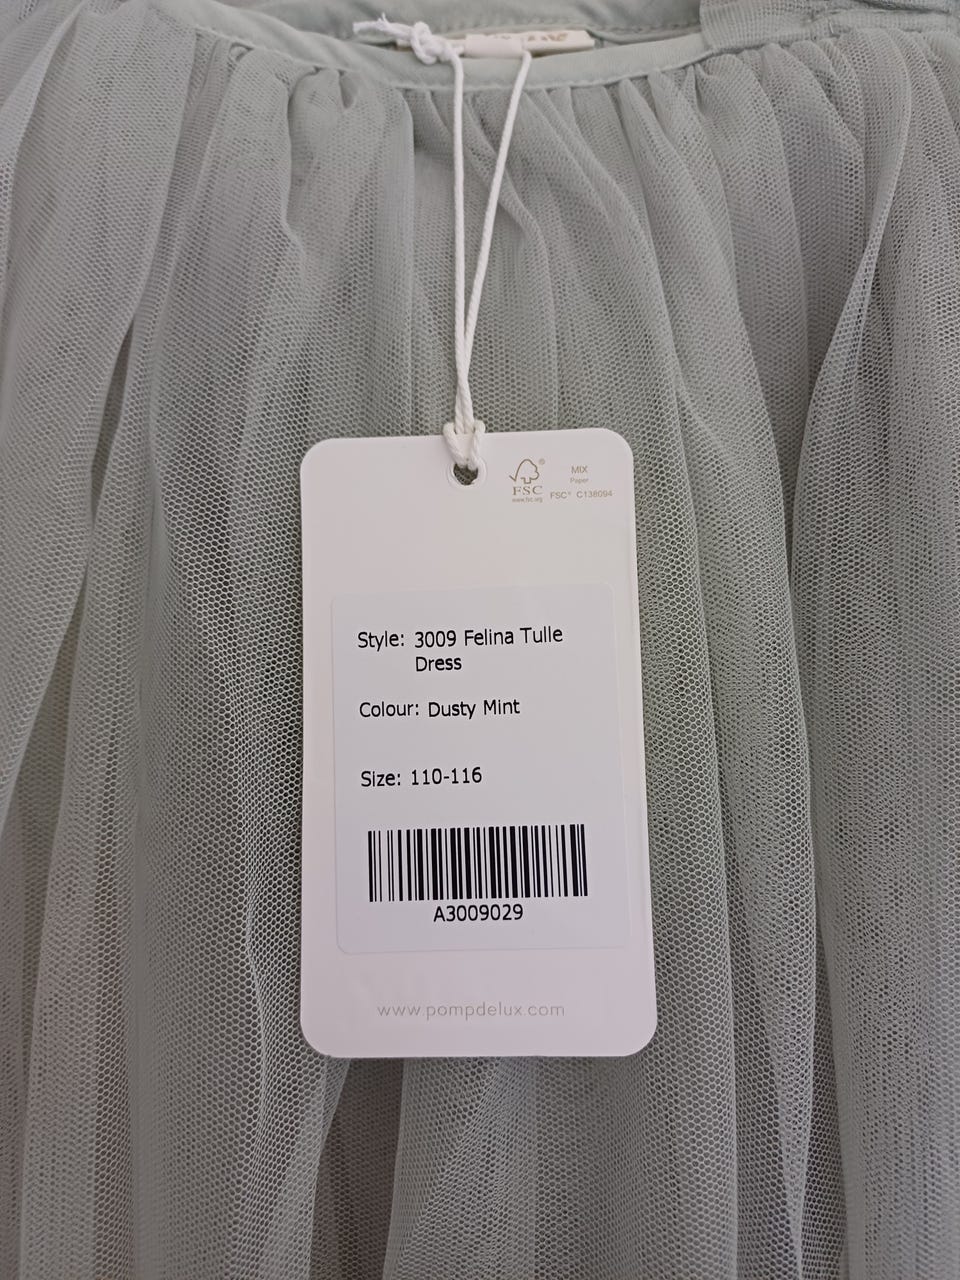 FSC®
www.fsc.org
MIX
Paper
FSC® C138094
Style: 3009 Felina Tulle
Dress
Colour: Dusty Mint
Size: 110-116
A3009029
www.pompdelux.com